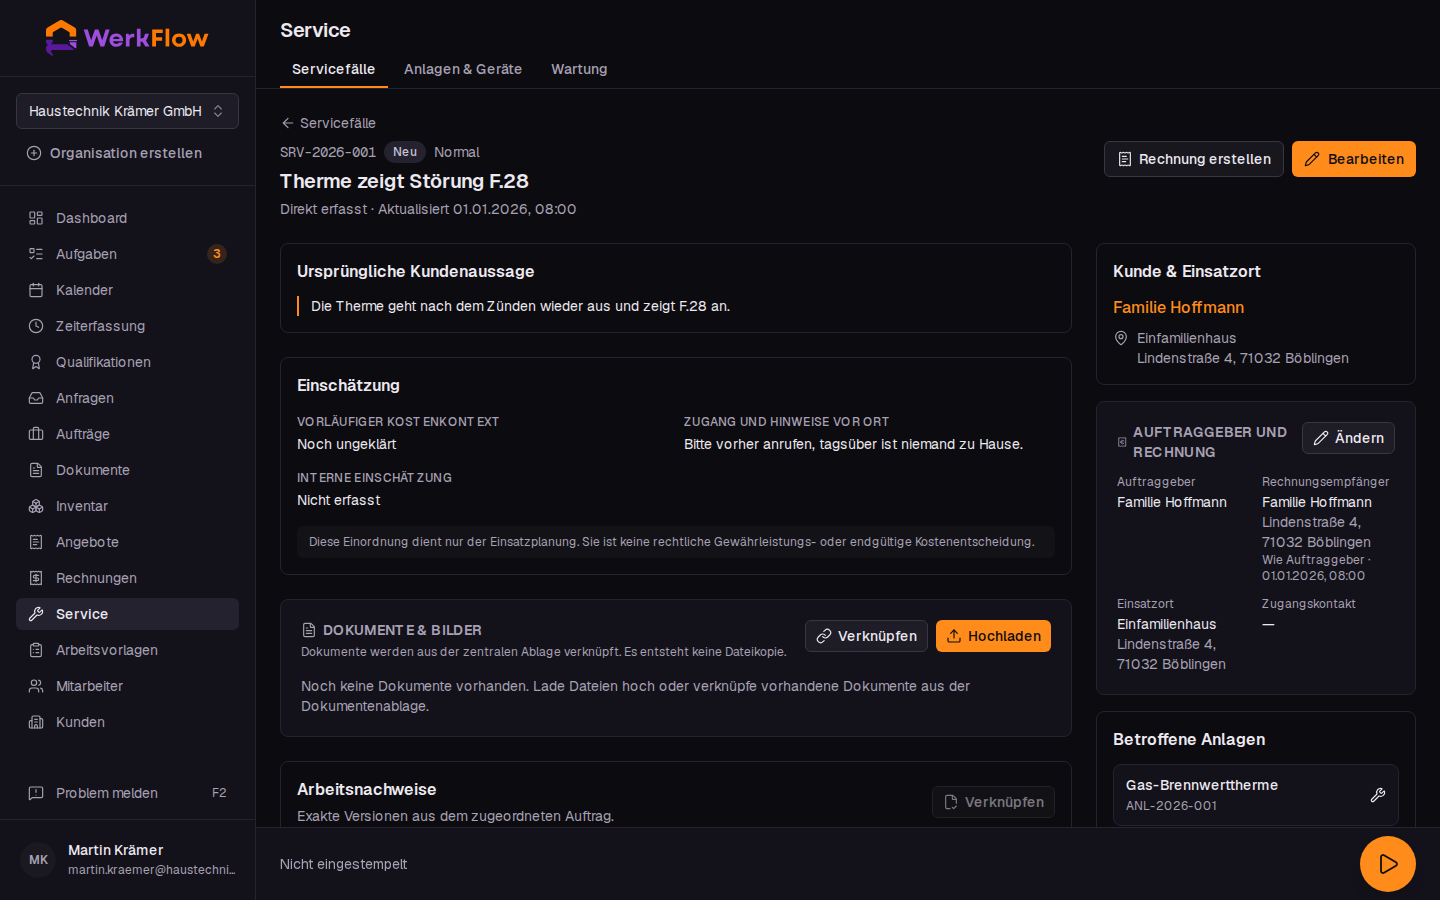 WerkFlow
Haustechnik Krämer GmbH
Organisation erstellen
Dashboard
Aufgaben
3
Kalender
Zeiterfassung
Qualifikationen
Anfragen
Aufträge
Dokumente
Inventar
Angebote
Rechnungen
Service
Arbeitsvorlagen
Mitarbeiter
Kunden
Problem melden
F2
MK
Martin Krämer
martin.kraemer@haustechni...
Service
Servicefälle
Anlagen & Geräte
Wartung
Servicefälle
SRV-2026-001
Neu
Normal
Therme zeigt Störung F.28
Direkt erfasst · Aktualisiert 01.01.2026, 08:00
Rechnung erstellen
Bearbeiten
Ursprüngliche Kundenaussage
Die Therme geht nach dem Zünden wieder aus und zeigt F.28 an.
Einschätzung
VORLÄUFIGER KOSTENKONTEXT
Noch ungeklärt
ZUGANG UND HINWEISE VOR ORT
Bitte vorher anrufen, tagsüber ist niemand zu Hause.
INTERNE EINSCHÄTZUNG
Nicht erfasst
Diese Einordnung dient nur der Einsatzplanung. Sie ist keine rechtliche Gewährleistungs- oder endgültige Kostenentscheidung.
DOKUMENTE & BILDER
Dokumente werden aus der zentralen Ablage verknüpft. Es entsteht keine Dateikopie.
Verknüpfen
Hochladen
Noch keine Dokumente vorhanden. Lade Dateien hoch oder verknüpfe vorhandene Dokumente aus der
Dokumentenablage.
Arbeitsnachweise
Exakte Versionen aus dem zugeordneten Auftrag.
Verknüpfen
Kunde & Einsatzort
Familie Hoffmann
Einfamilienhaus
Lindenstraße 4, 71032 Böblingen
AUFTRAGGEBER UND
RECHNUNG
Ändern
Auftraggeber
Familie Hoffmann
Rechnungsempfänger
Familie Hoffmann
Lindenstraße 4,
71032 Böblingen
Wie Auftraggeber ·
01.01.2026, 08:00
Einsatzort
Einfamilienhaus
Lindenstraße 4,
71032 Böblingen
Zugangskontakt
—
Betroffene Anlagen
Gas-Brennwerttherme
ANL-2026-001
Nicht eingestempelt